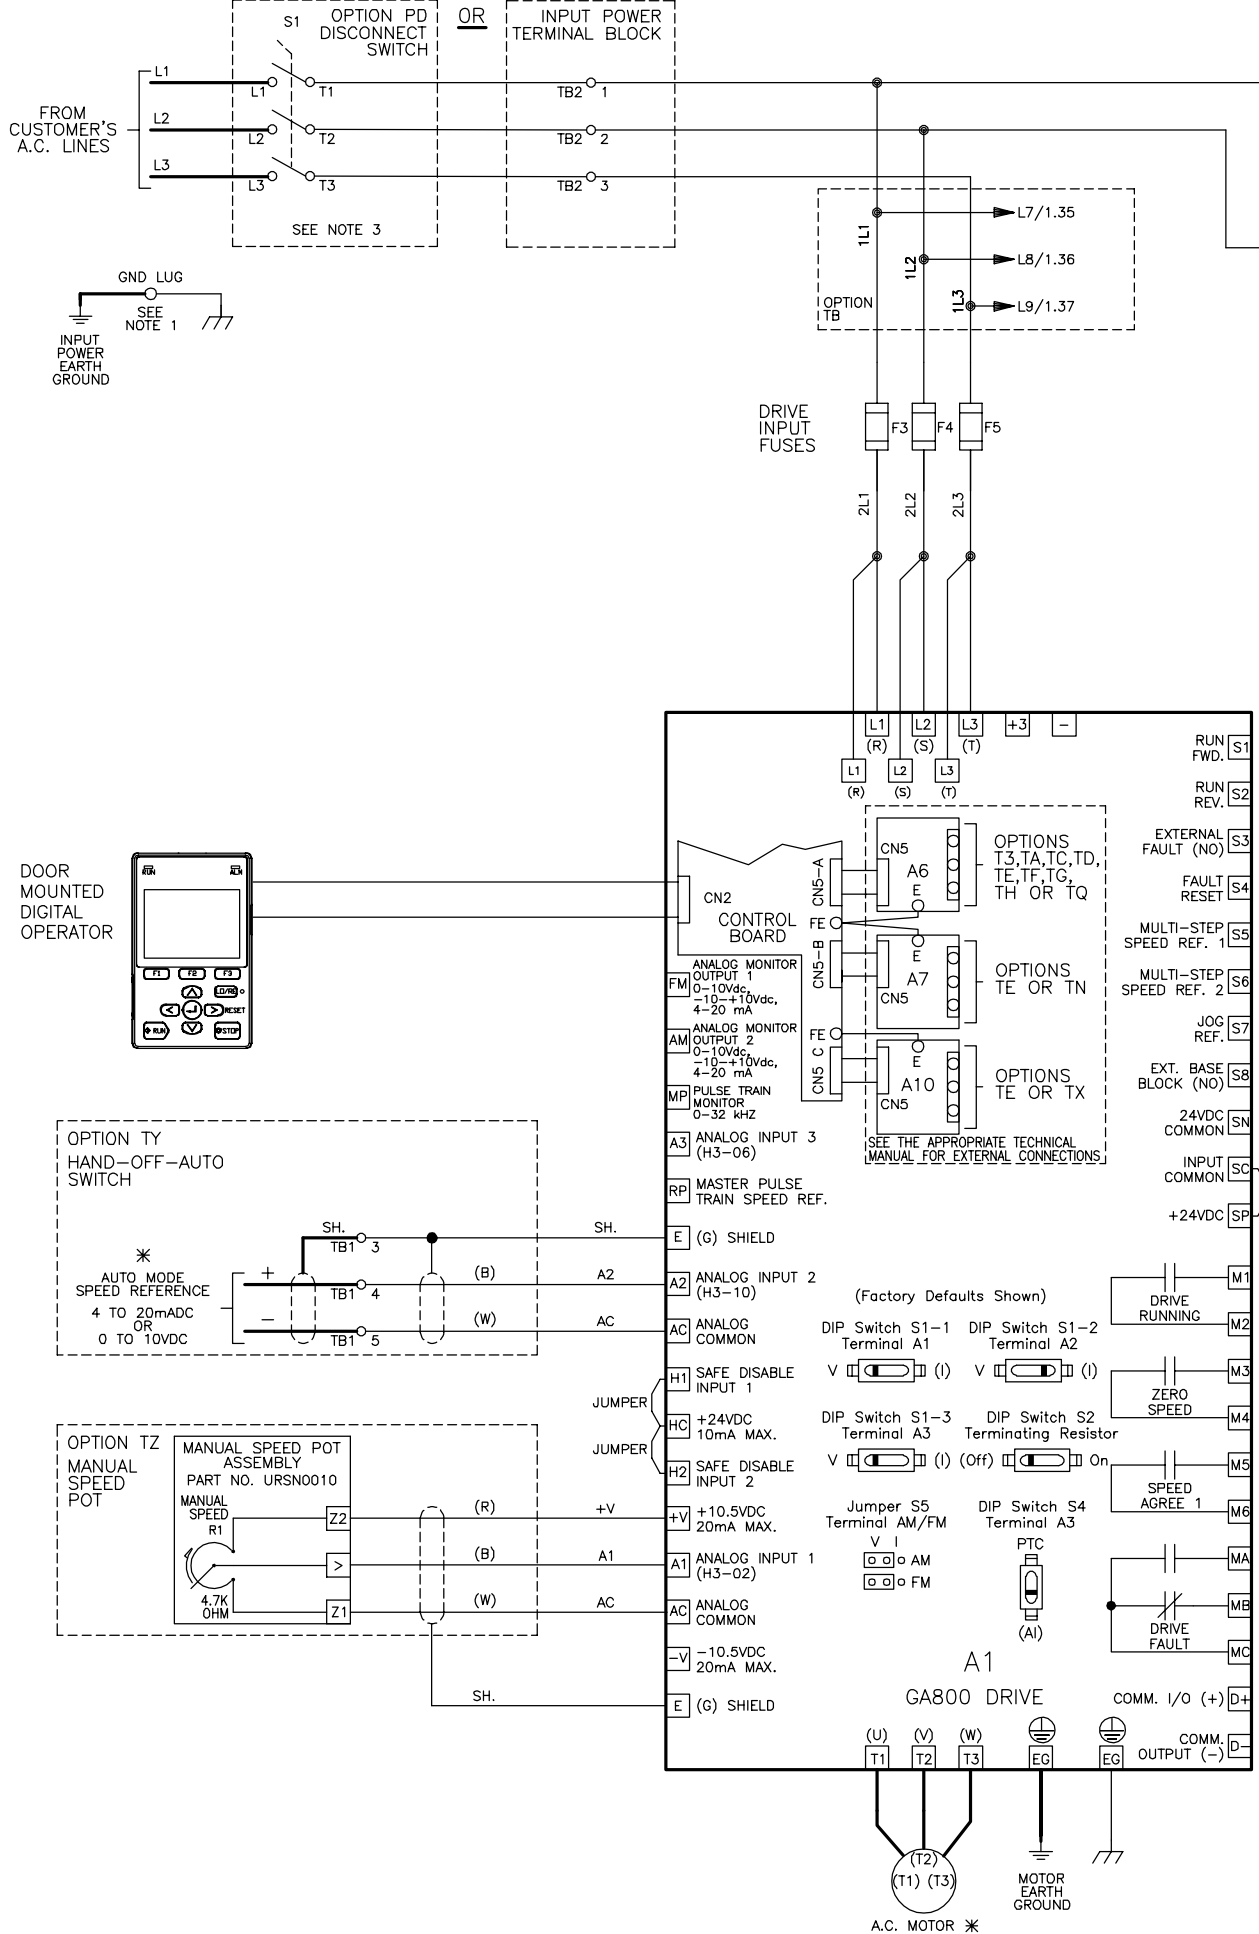 S1
OPTION PD
DISCONNECT
SWITCH
OR
INPUT POWER
TERMINAL BLOCK
FROM
CUSTOMER'S
A.C. LINES
L1
L1
T1
TB2 1
L2
L2
T2
TB2 2
L3
L3
T3
TB2 3
SEE NOTE 3
GND LUG
SEE
NOTE 1
INPUT
POWER
EARTH
GROUND
1L1
L7/1.35
1L2
L8/1.36
1L3
L9/1.37
OPTION
TB
DRIVE
INPUT
FUSES
F3
F4
F5
2L1
2L2
2L3
L1
L2
L3
+3
-
(R)
(S)
(T)
L1
L2
L3
(R)
(S)
(T)
DOOR
MOUNTED
DIGITAL
OPERATOR
RUN
ALM
F1
F2
F3
LO/RE
RESET
RUN
STOP
CN2
CONTROL
BOARD
CN5-A
CN5
A6
E
OPTIONS
T3,TA,TC,TD,
TE,TF,TG,
TH OR TQ
FE
CN5-B
E
A7
CN5
OPTIONS
TE OR TN
FE
CN5 C
E
A10
CN5
OPTIONS
TE OR TX
SEE THE APPROPRIATE TECHNICAL
MANUAL FOR EXTERNAL CONNECTIONS
FM
ANALOG MONITOR
OUTPUT 1
0-10Vdc,
-10-+10Vdc,
4-20 mA
AM
ANALOG MONITOR
OUTPUT 2
0-10Vdc,
-10-+10Vdc,
4-20 mA
MP
PULSE TRAIN
MONITOR
0-32 kHZ
A3
ANALOG INPUT 3
(H3-06)
RP
MASTER PULSE
TRAIN SPEED REF.
E
(G) SHIELD
A2
ANALOG INPUT 2
(H3-10)
AC
ANALOG
COMMON
H1
SAFE DISABLE
INPUT 1
HC
+24VDC
10mA MAX.
H2
SAFE DISABLE
INPUT 2
+V
+10.5VDC
20mA MAX.
A1
ANALOG INPUT 1
(H3-02)
AC
ANALOG
COMMON
-V
-10.5VDC
20mA MAX.
E
(G) SHIELD
JUMPER
JUMPER
OPTION TY
HAND-OFF-AUTO
SWITCH
AUTO MODE
SPEED REFERENCE
4 TO 20mADC
OR
0 TO 10VDC
+
-
SH.
TB1 3
SH.
TB1 4
(B)
A2
TB1 5
(W)
AC
OPTION TZ
MANUAL
SPEED
POT
MANUAL SPEED POT
ASSEMBLY
PART NO. URSN0010
MANUAL
SPEED
R1
4.7K
OHM
Z2
>
Z1
(R)
+V
(B)
A1
(W)
AC
SH.
RUN
FWD.
S1
RUN
REV.
S2
EXTERNAL
FAULT (NO)
S3
FAULT
RESET
S4
MULTI-STEP
SPEED REF. 1
S5
MULTI-STEP
SPEED REF. 2
S6
JOG
REF.
S7
EXT. BASE
BLOCK (NO)
S8
24VDC
COMMON
SN
INPUT
COMMON
SC
+24VDC
SP
M1
DRIVE
RUNNING
M2
M3
ZERO
SPEED
M4
M5
SPEED
AGREE 1
M6
MA
MB
DRIVE
FAULT
MC
COMM. I/O (+)
D+
COMM.
OUTPUT (-)
D-
(Factory Defaults Shown)
DIP Switch S1-1
Terminal A1
V
(I)
DIP Switch S1-2
Terminal A2
V
(I)
DIP Switch S1-3
Terminal A3
V
(I)
DIP Switch S2
Terminating Resistor
(Off)
On
Jumper S5
Terminal AM/FM
V I
AM
FM
DIP Switch S4
Terminal A3
PTC
(AI)
A1
GA800 DRIVE
(U)
(V)
(W)
T1
T2
T3
EG
EG
(T2)
(T1) (T3)
A.C. MOTOR
MOTOR
EARTH
GROUND